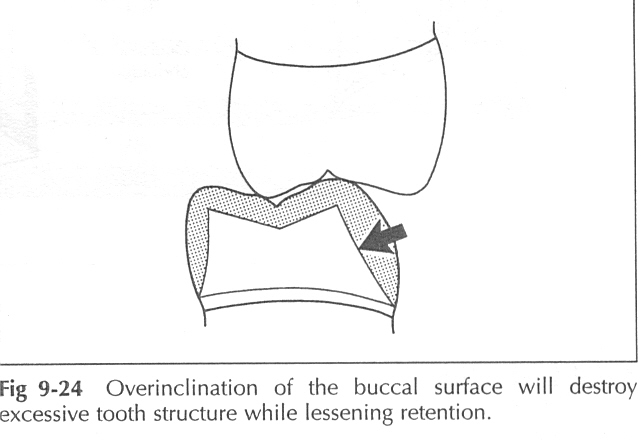 Fig 9-24 Overinclination of the buccal surface will destroy
excessive tooth structure while lessening retention.